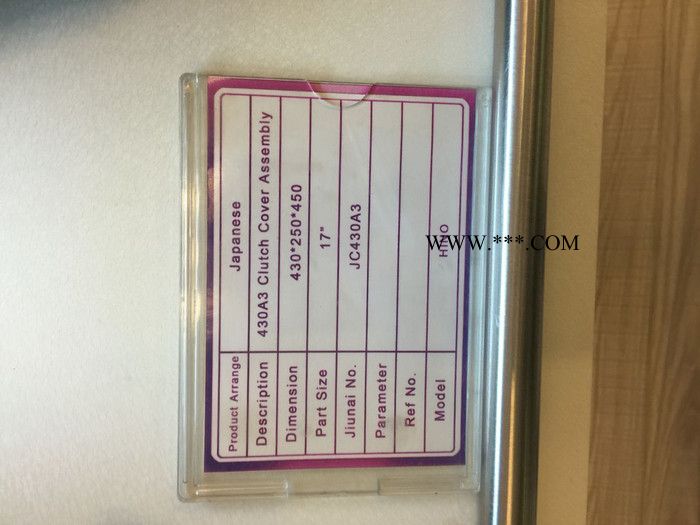 Product Arrange Japanese
Description 430A3 Clutch Cover Assembly
Dimension 430*250*450
Part Size 17"
Jiunai No. JC430A3
Parameter
Ref No.
Model HINO
WWW.***.COM